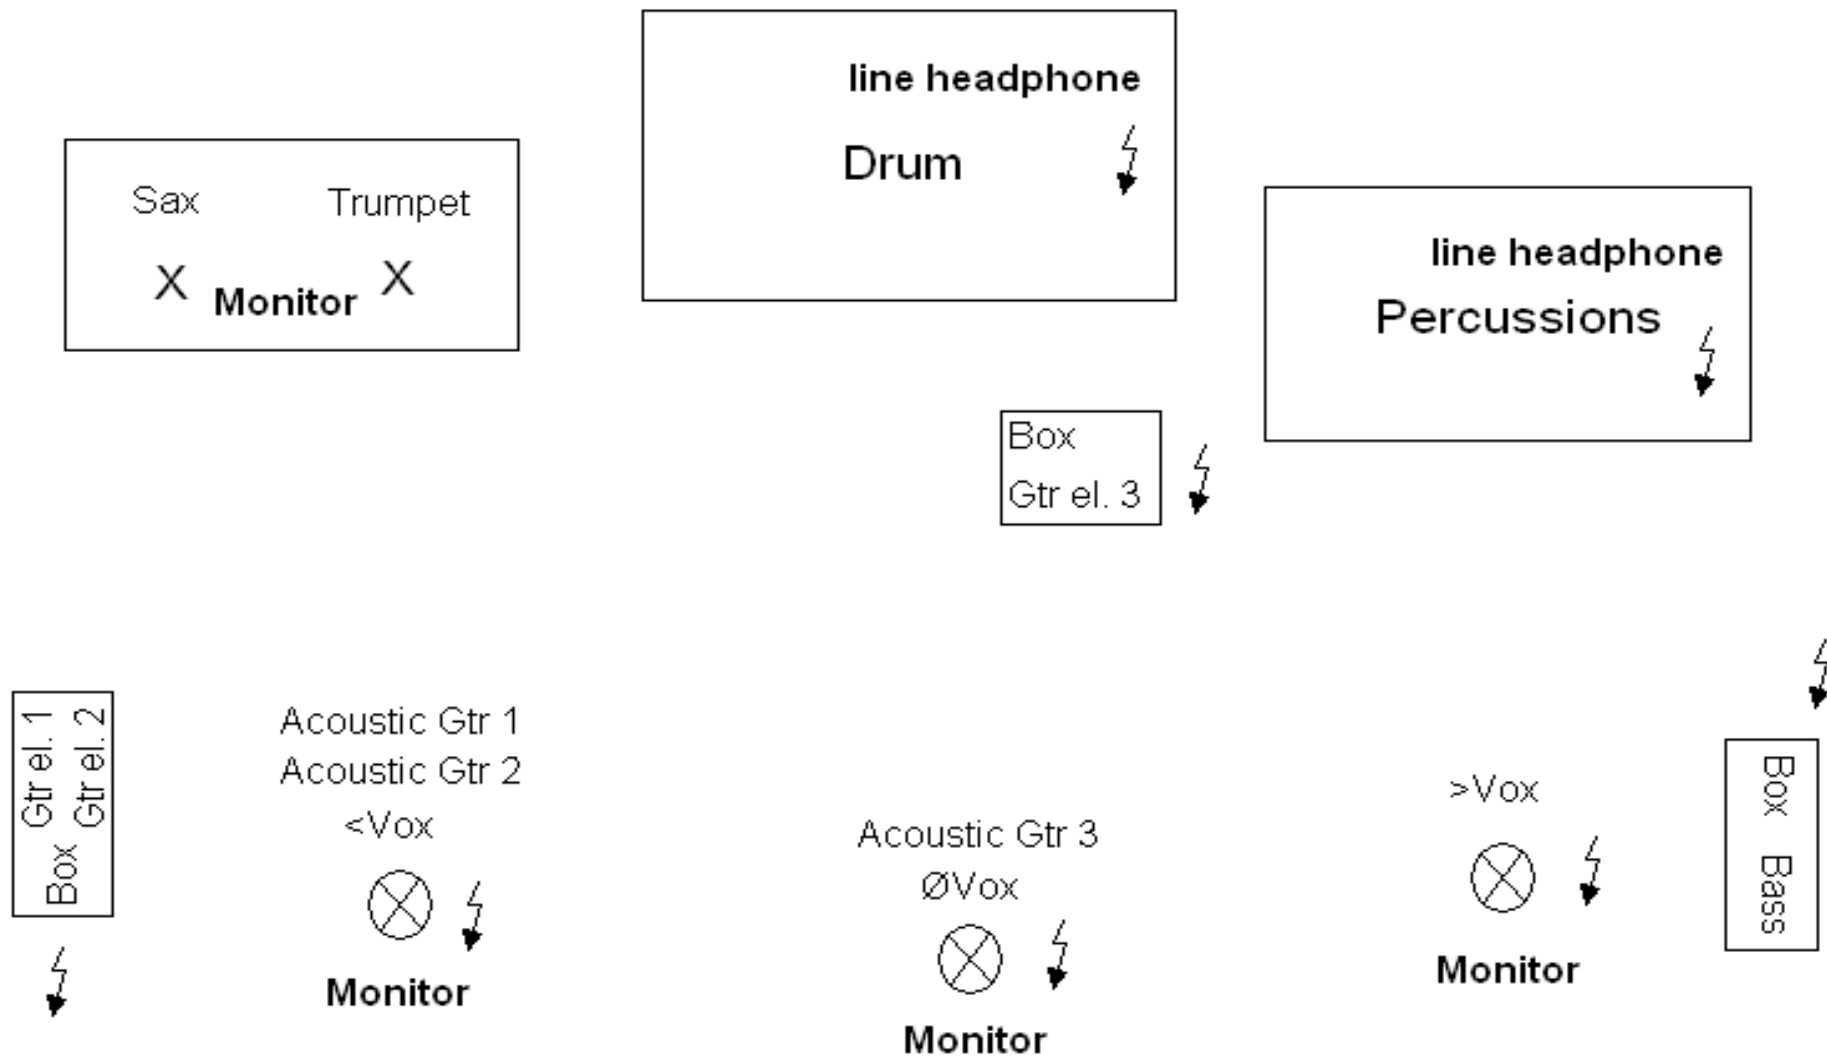 line headphone
Drum
Sax Trumpet
X Monitor X
line headphone
Percussions
Box
Gtr el. 3
Box Gtr el. 1
Gtr el. 2
Acoustic Gtr 1
Acoustic Gtr 2
<Vox
Monitor
Acoustic Gtr 3
ØVox
Monitor
>Vox
Monitor
Box Bass